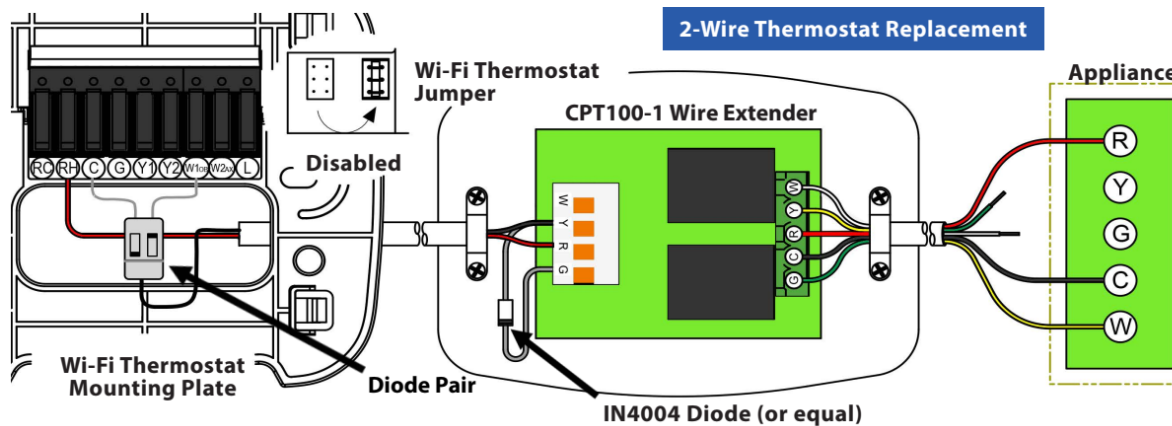 2-Wire Thermostat Replacement
Wi-Fi Thermostat
Jumper
Appliance
CPT100-1 Wire Extender
Disabled
RC RH C G Y1 Y2 W1OB W2AX L
W
Y
R
G
W
Y
R
C
G
R
Y
G
C
W
Wi-Fi Thermostat
Mounting Plate
Diode Pair
IN4004 Diode (or equal)